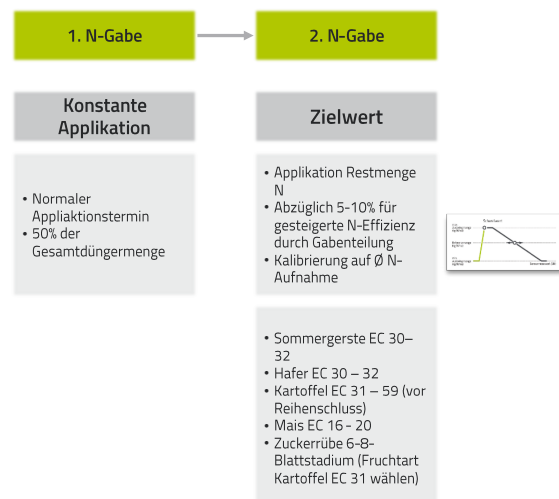 1. N-Gabe
2. N-Gabe
Konstante
Applikation
Zielwert
• Normaler
Appliaktionstermin
• 50% der
Gesamtdüngermenge
• Applikation Restmenge
N
• Abzüglich 5-10% für
gesteigerte N-Effizienz
durch Gabenteilung
• Kalibrierung auf Ø N-
Aufnahme
• Sommergerste EC 30–
32
• Hafer EC 30 – 32
• Kartoffel EC 31 – 59 (vor
Reihenschluss)
• Mais EC 16 - 20
• Zuckerrübe 6-8-
Blattstadium (Fruchtart
Kartoffel EC 31 wählen)